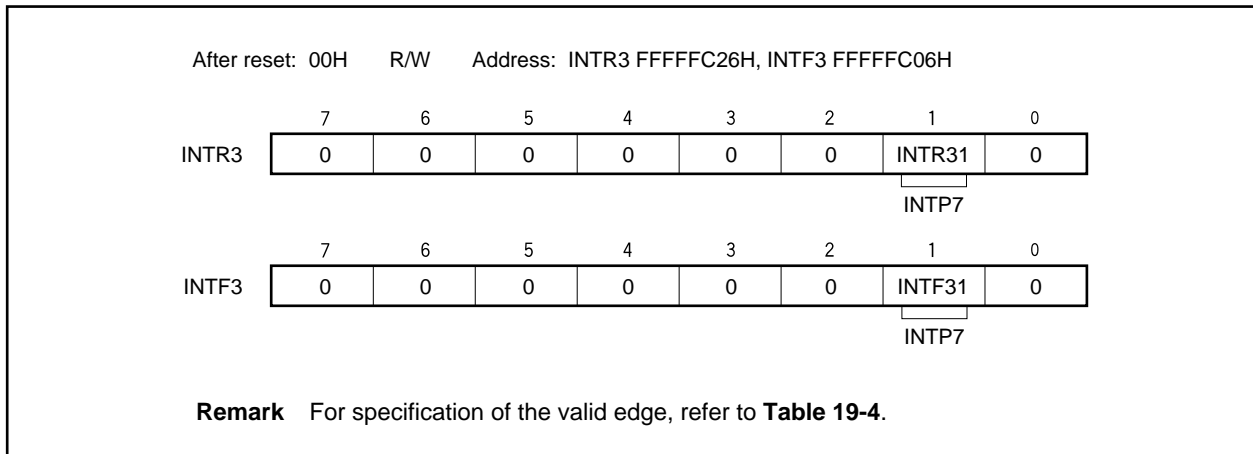 After reset: 00H R/W Address: INTR3 FFFFFC26H, INTF3 FFFFFC06H
7 6 5 4 3 2 1 0
INTR3 0 0 0 0 0 0 INTR31 0
INTP7
7 6 5 4 3 2 1 0
INTF3 0 0 0 0 0 0 INTF31 0
INTP7
Remark For specification of the valid edge, refer to Table 19-4.